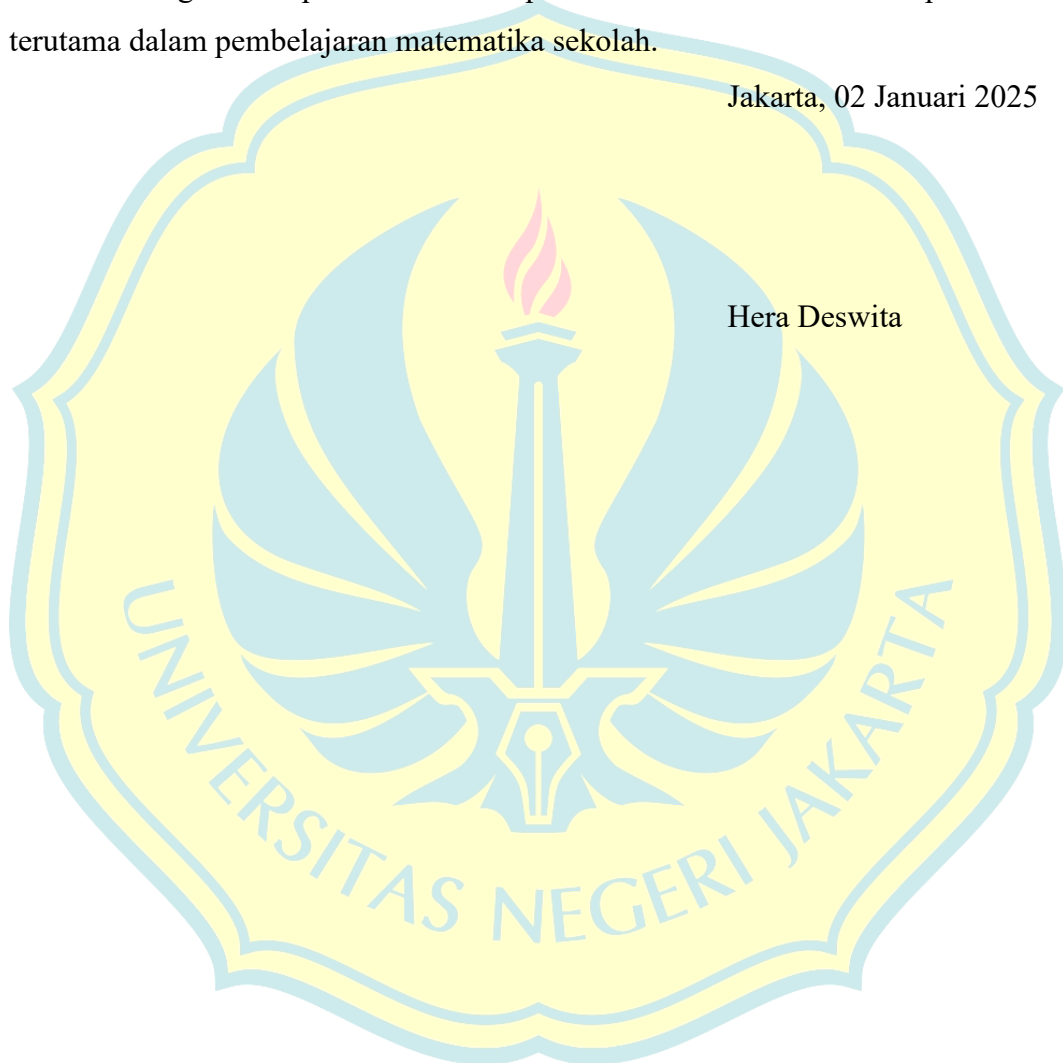 terutama dalam pembelajaran matematika sekolah.
Jakarta, 02 Januari 2025
Hera Deswita
UNIVERSITAS NEGERI JAKARTA